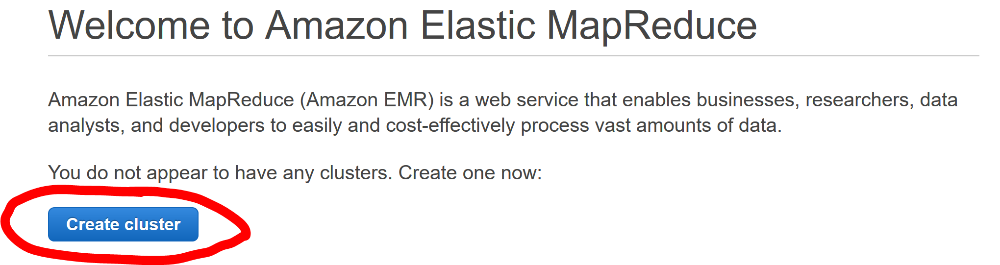 Welcome to Amazon Elastic MapReduce
Amazon Elastic MapReduce (Amazon EMR) is a web service that enables businesses, researchers, data
analysts, and developers to easily and cost-effectively process vast amounts of data.
You do not appear to have any clusters. Create one now:
Create cluster